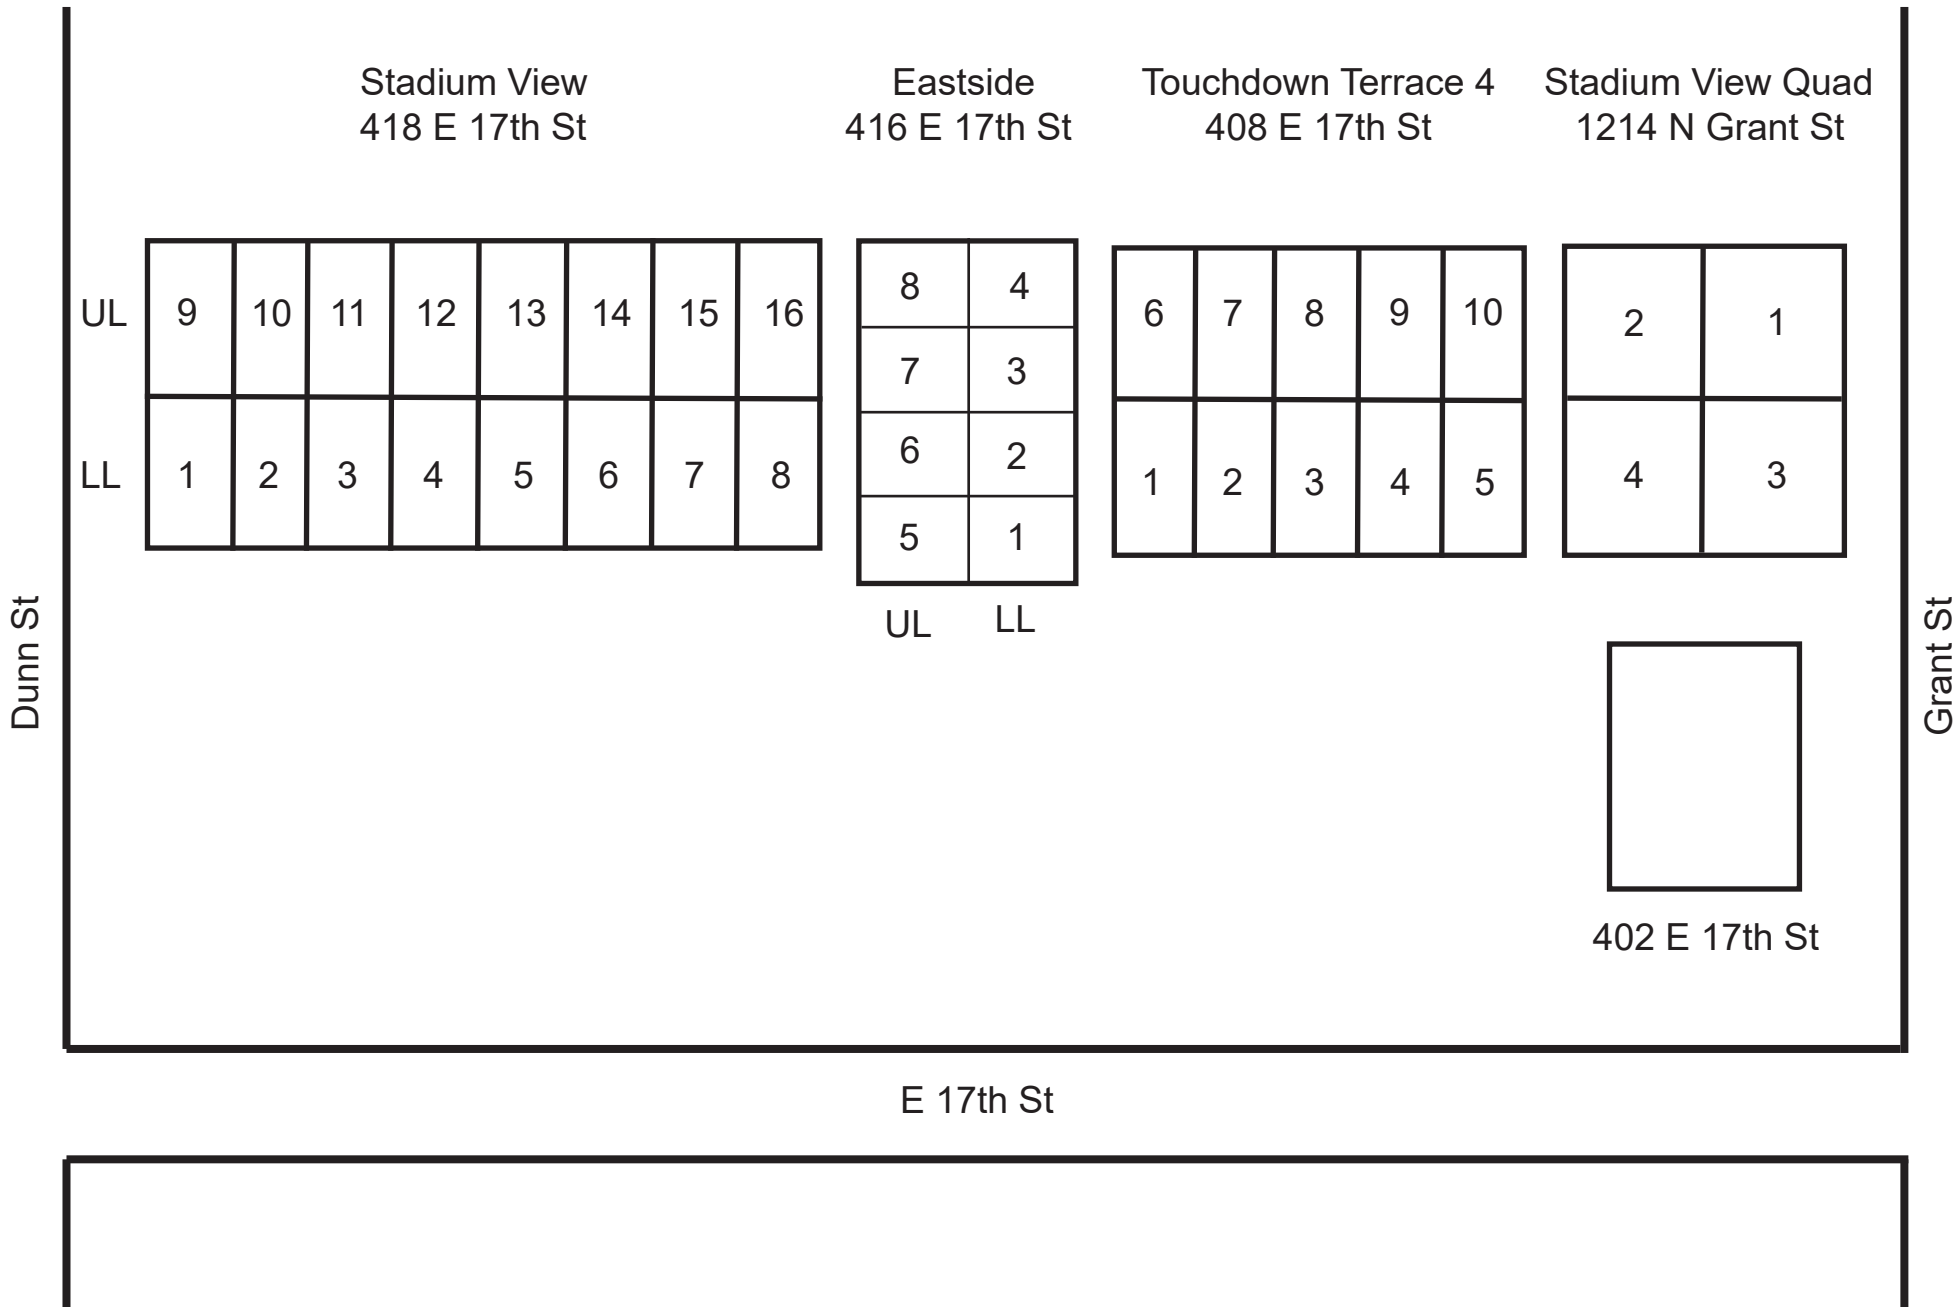 Stadium View
418 E 17th St
Eastside
416 E 17th St
Touchdown Terrace 4
408 E 17th St
Stadium View Quad
1214 N Grant St
UL 9 10 11 12 13 14 15 16
LL 1 2 3 4 5 6 7 8
8 4
7 3
6 2
5 1
UL LL
6 7 8 9 10
1 2 3 4 5
2 1
4 3
Dunn St
Grant St
402 E 17th St
E 17th St